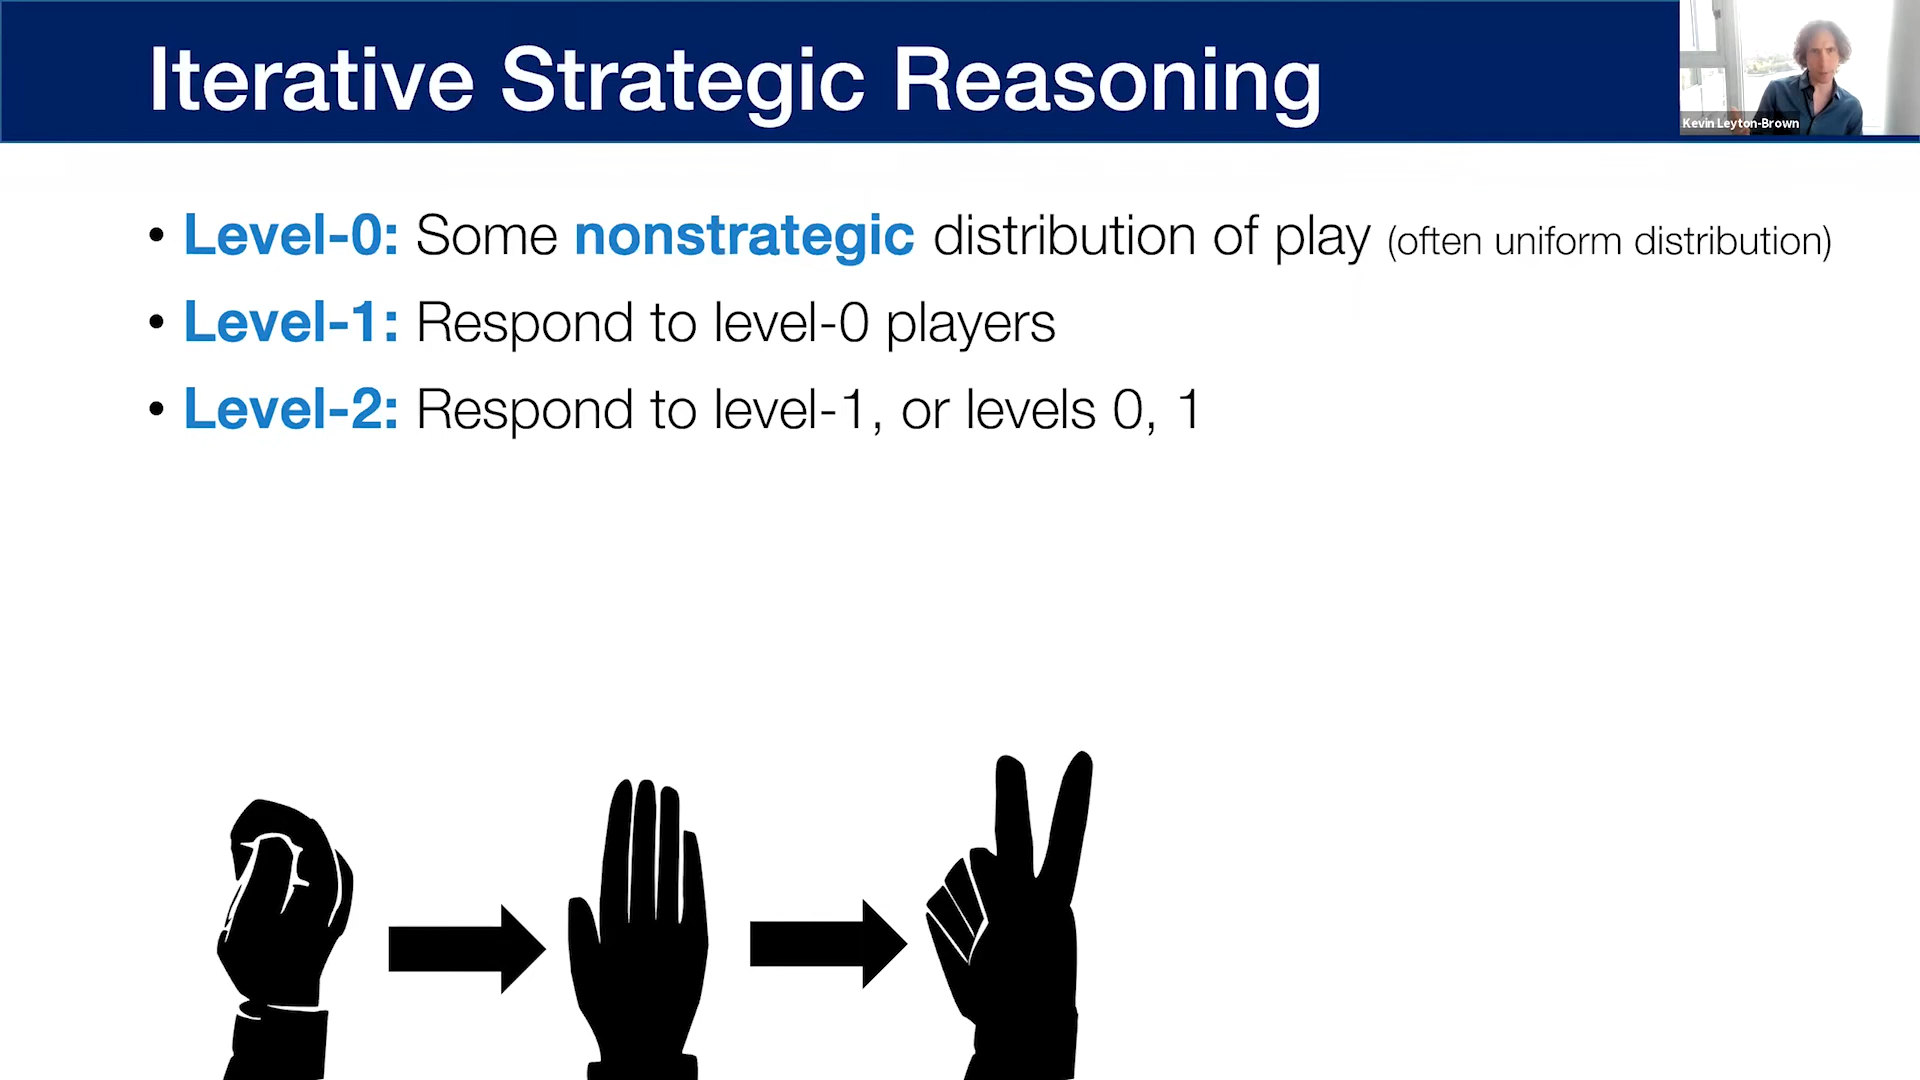 Iterative Strategic Reasoning
Kevin Leyton-Brown
• Level-0: Some nonstrategic distribution of play (often uniform distribution)
• Level-1: Respond to level-0 players
• Level-2: Respond to level-1, or levels 0, 1